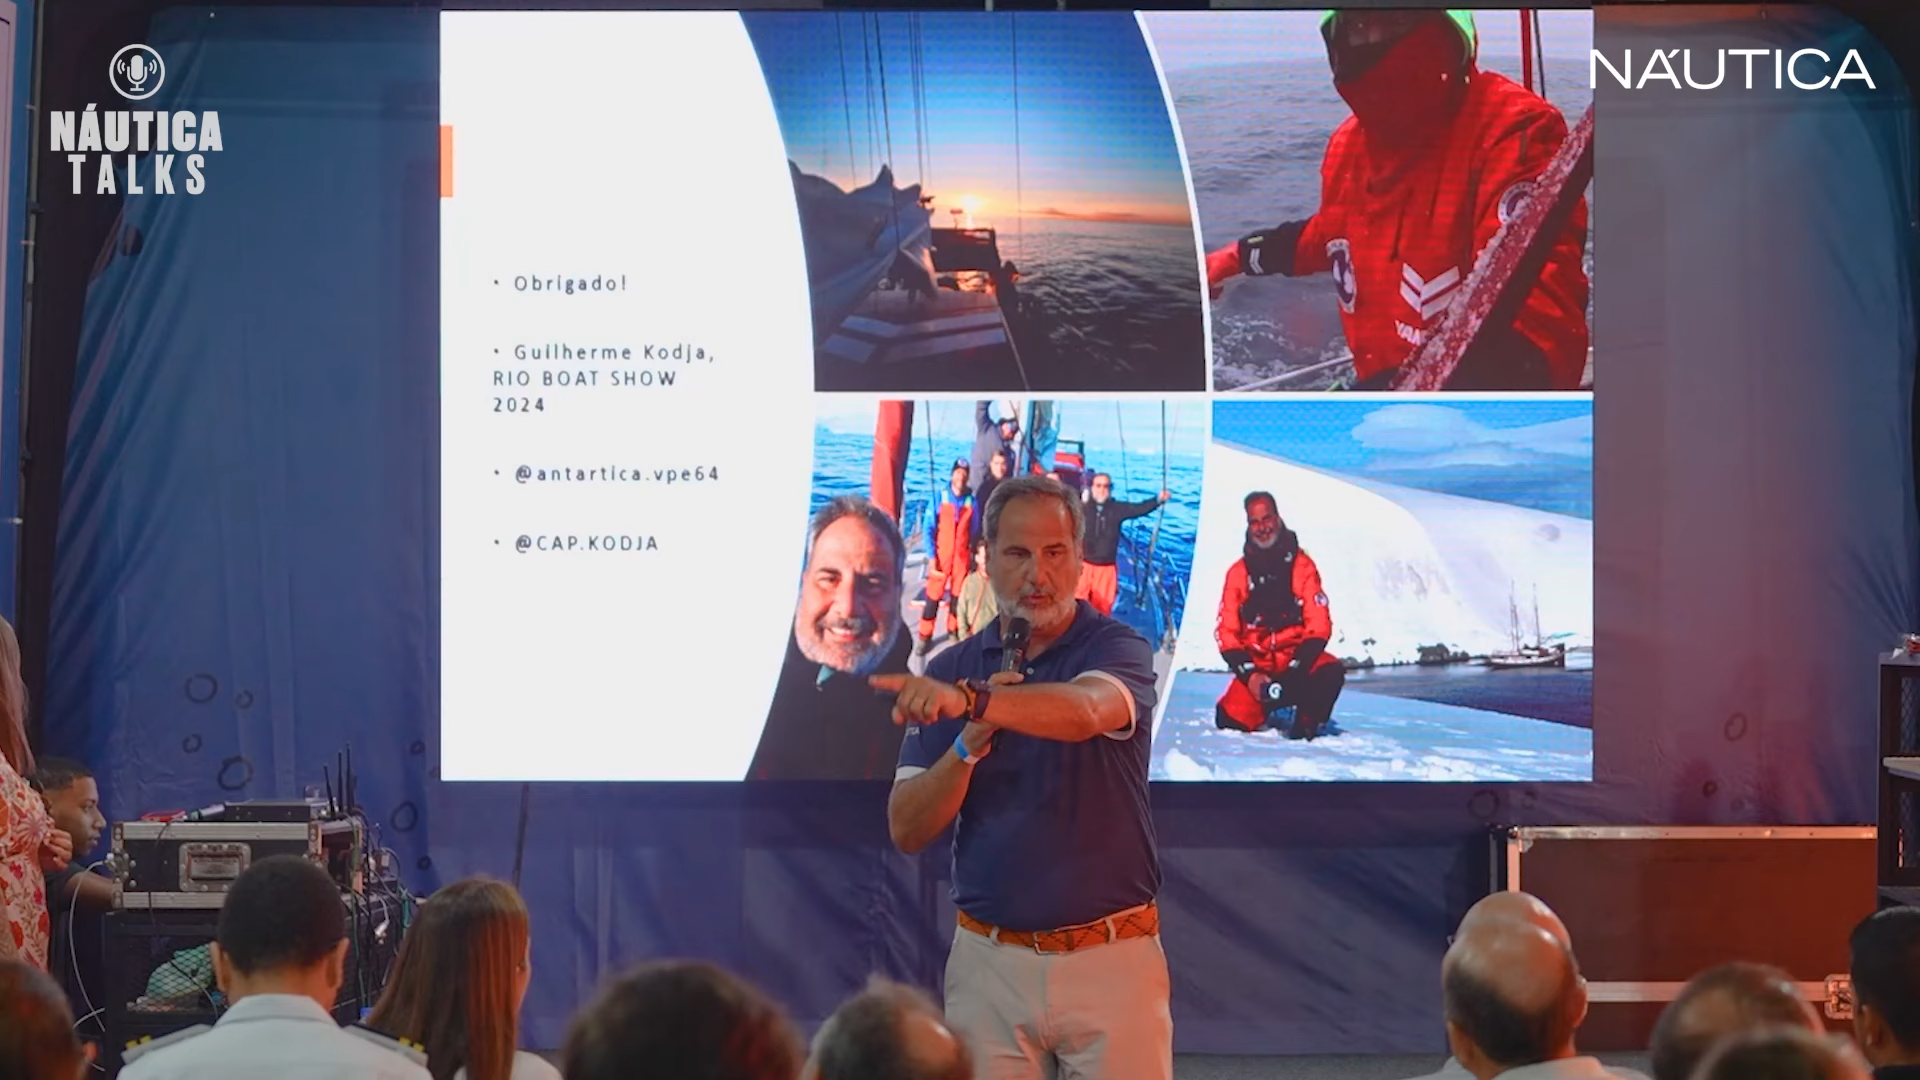 NÁUTICA
TALKS
NÁUTICA
• Obrigado!
• Guilherme Kodja,
RIO BOAT SHOW
2024
• @antartica.vpe64
• @CAP.KODJA